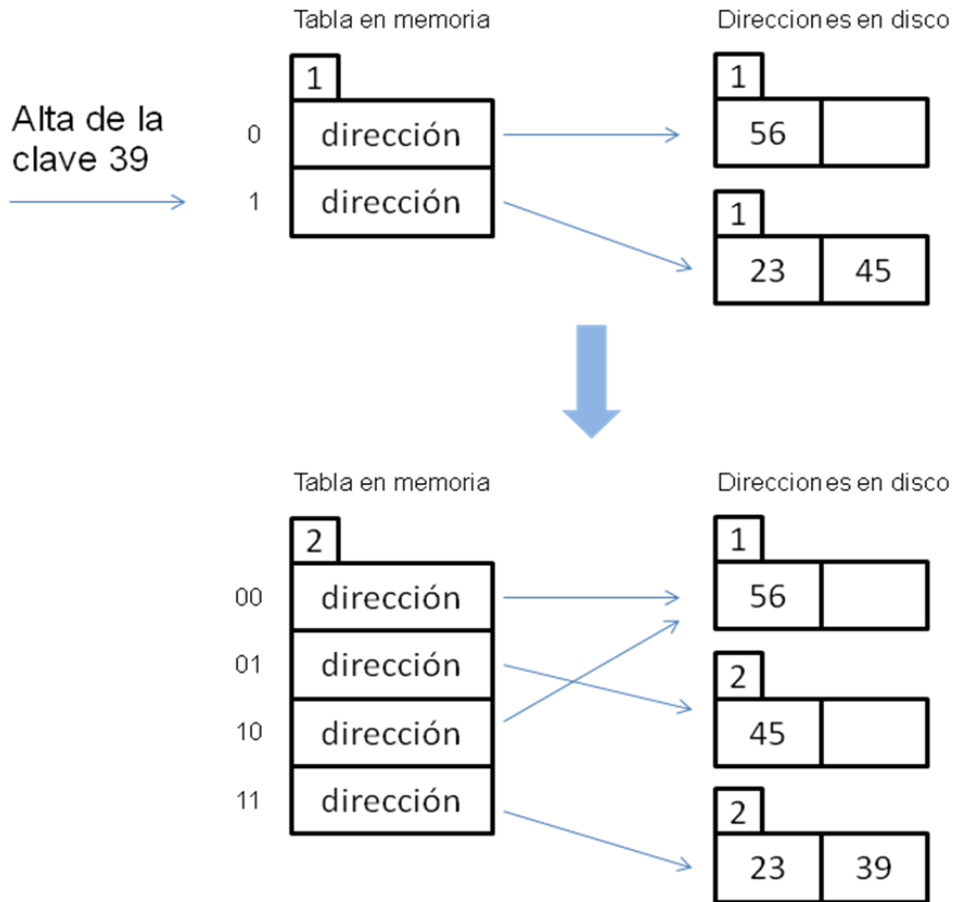 Tabla en memoria
Direcciones en disco
1
1
Alta de la
clave 39
0
dirección
56
1
dirección
1
23
45
Tabla en memoria
Direcciones en disco
2
1
00
dirección
56
01
dirección
2
10
dirección
45
11
dirección
2
23
39